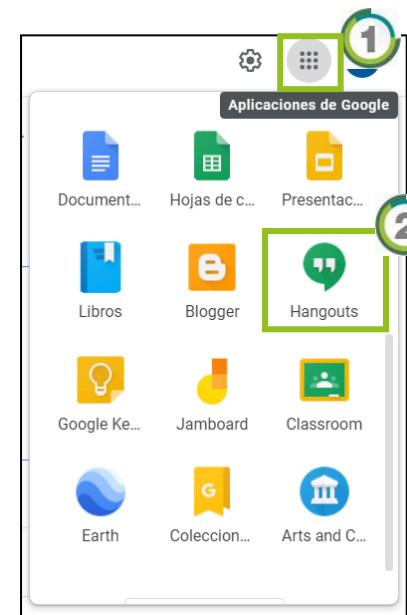 1
Aplicaciones de Google
Document... Hojas de c... Presentac...
2
Libros Blogger Hangouts
Google Ke... Jamboard Classroom
G
Earth Coleccion... Arts and C...